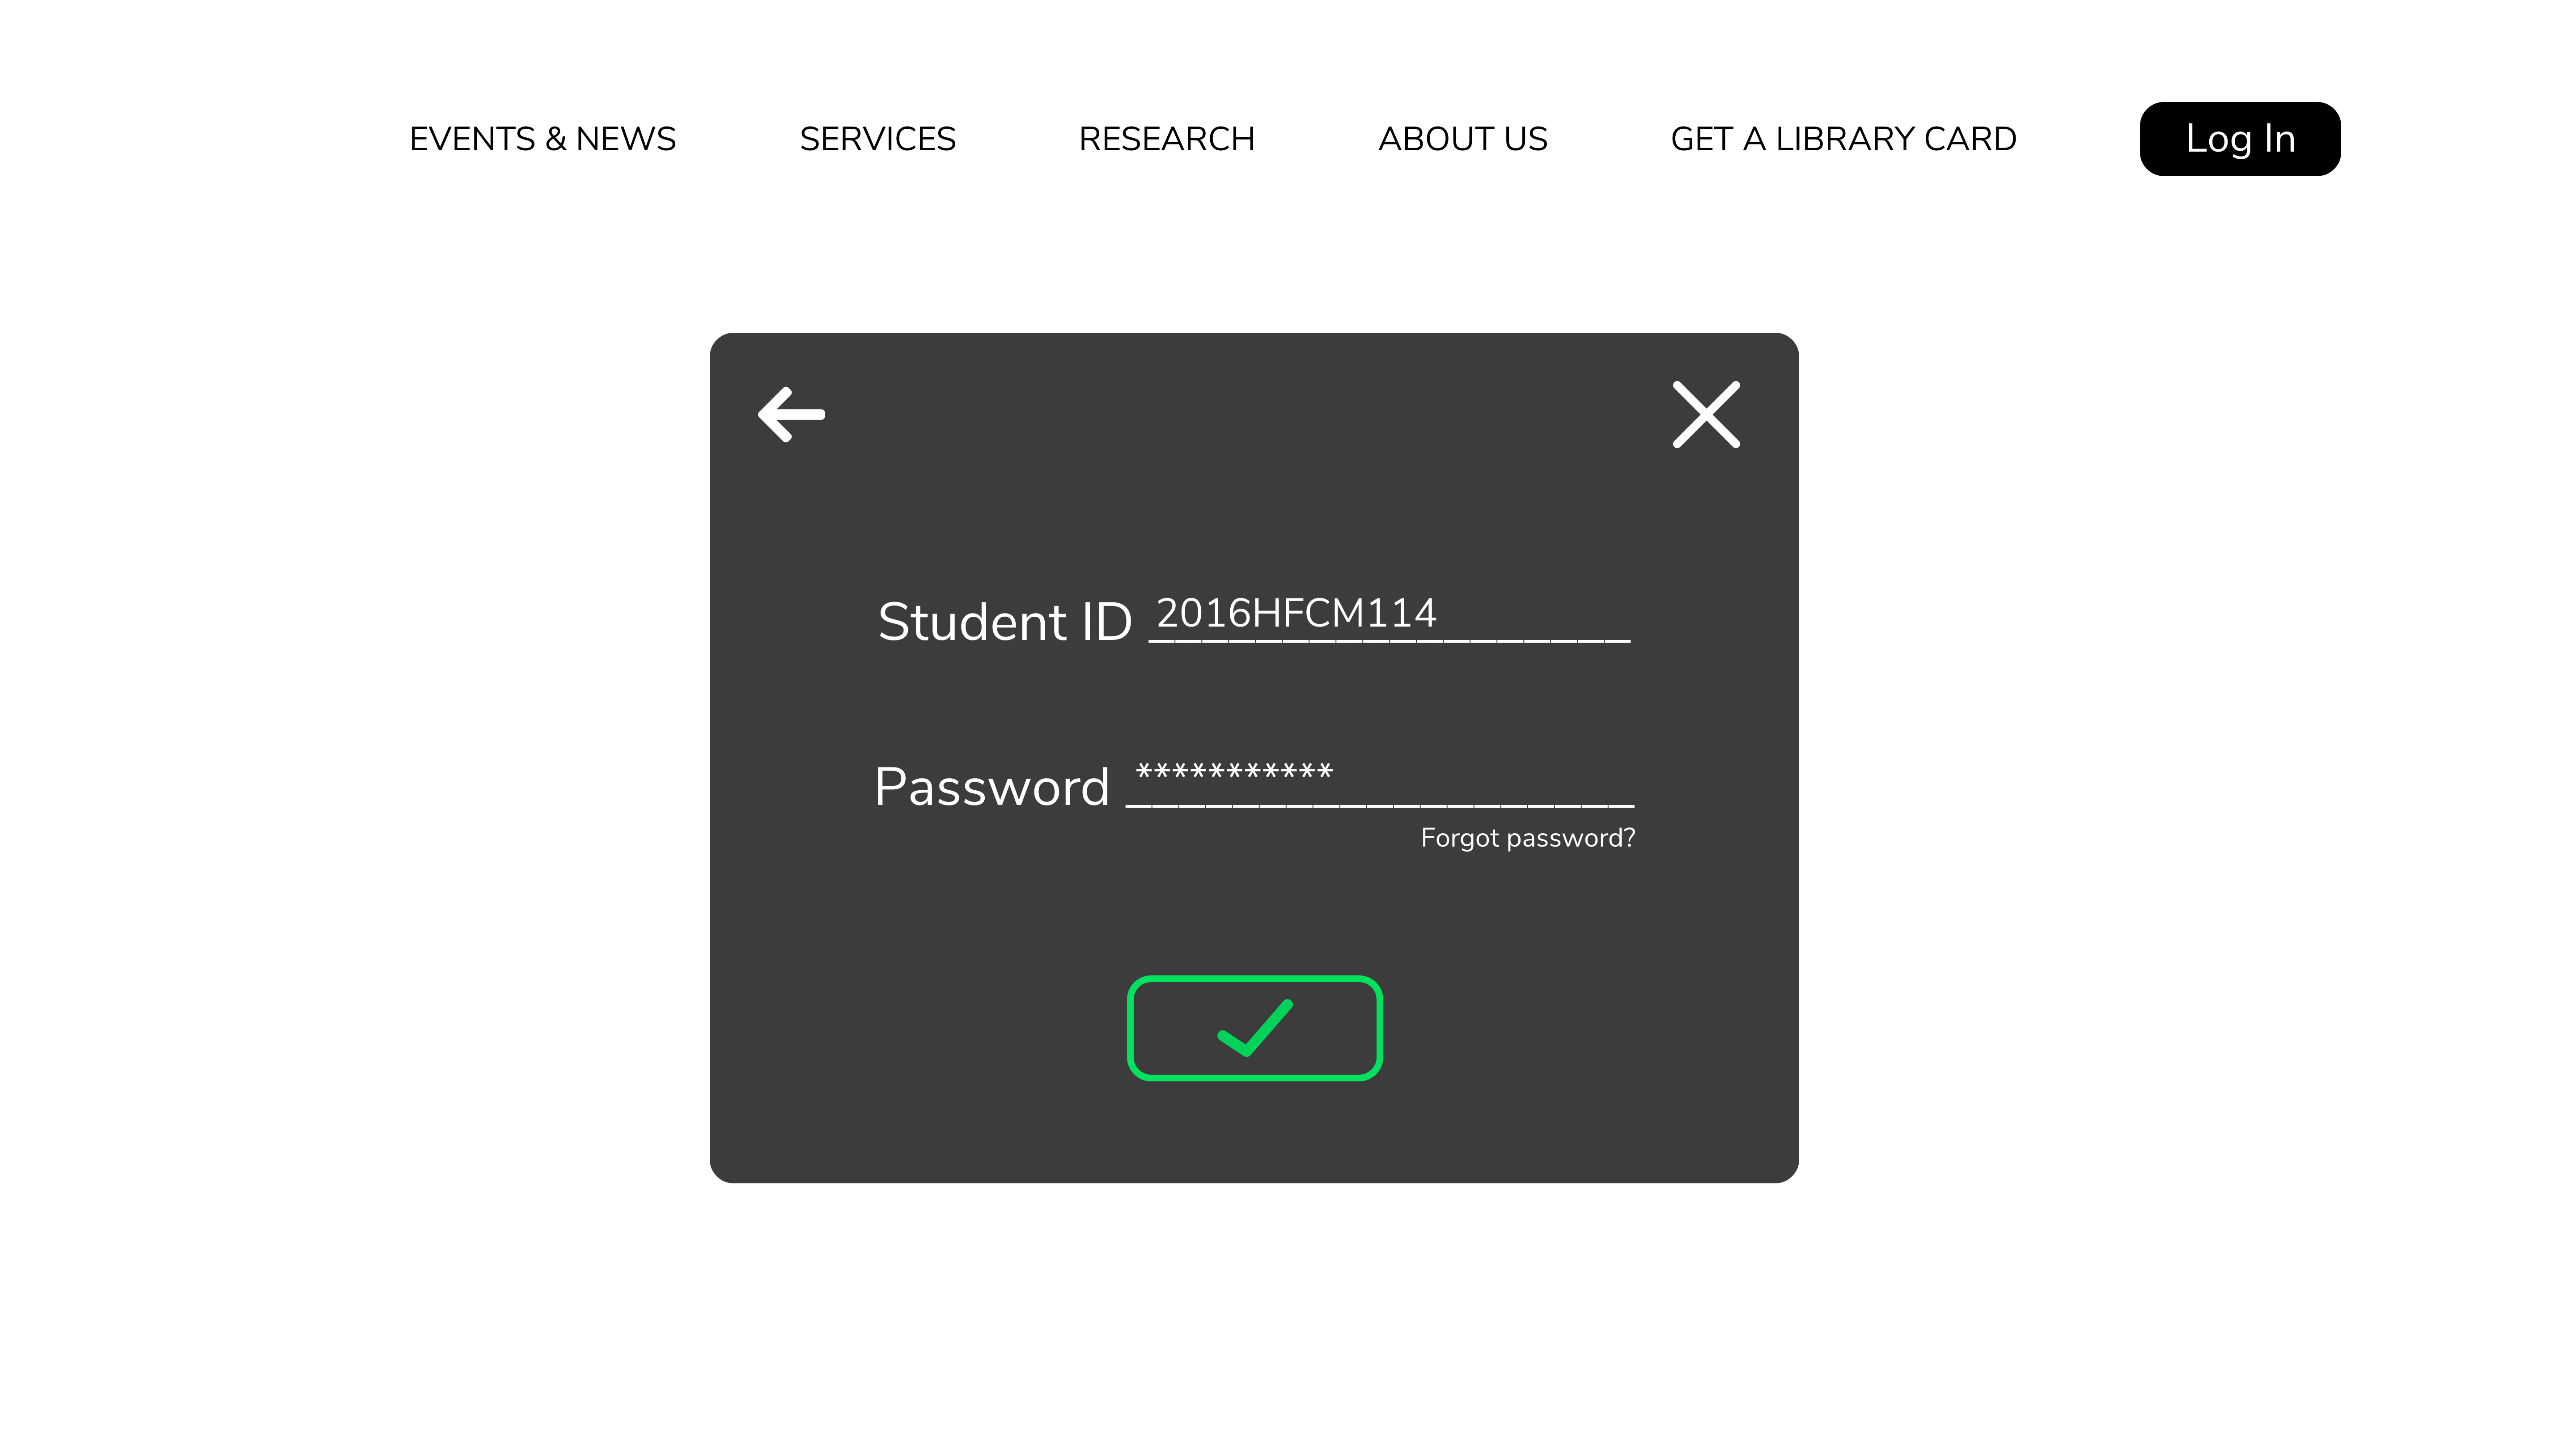 EVENTS & NEWS SERVICES RESEARCH ABOUT US GET A LIBRARY CARD Log In
Student ID 2016HFCM114
Password ***********
Forgot password?